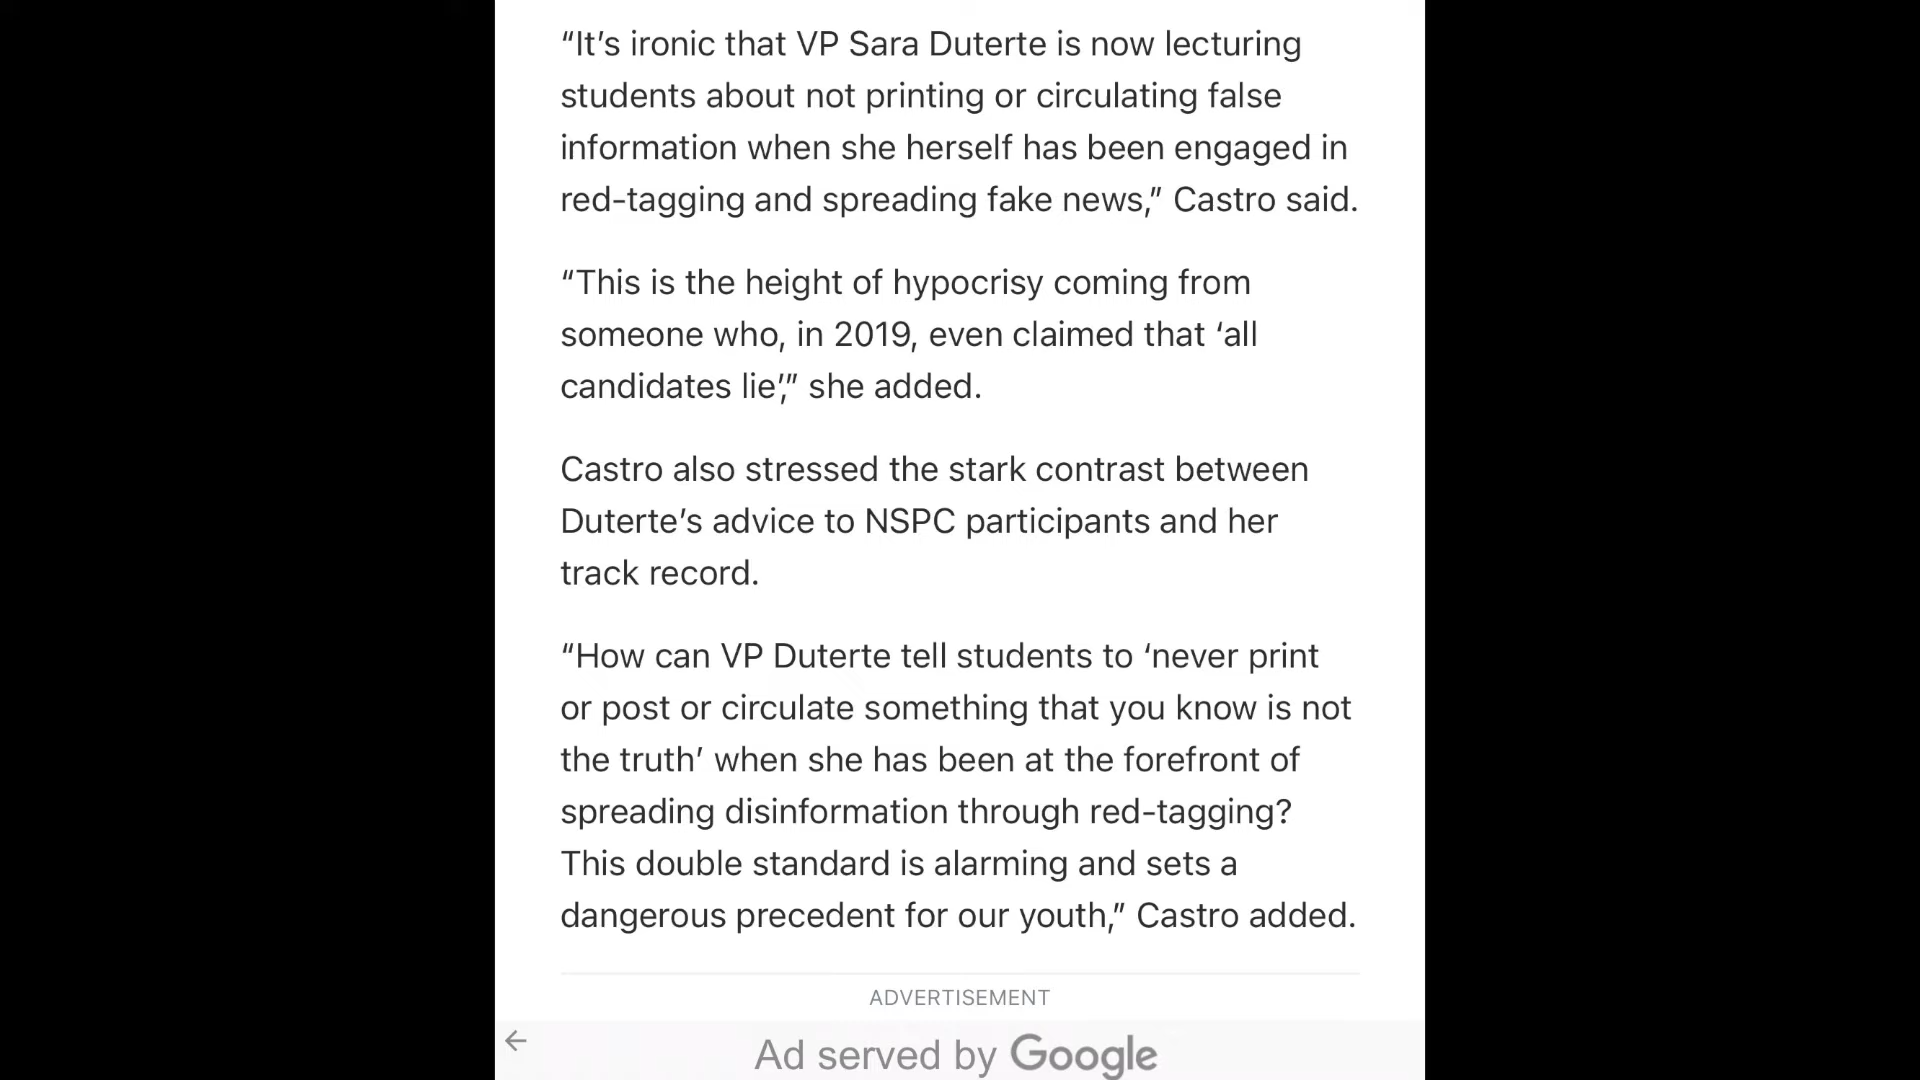 “It’s ironic that VP Sara Duterte is now lecturing
students about not printing or circulating false
information when she herself has been engaged in
red-tagging and spreading fake news,” Castro said.
“This is the height of hypocrisy coming from
someone who, in 2019, even claimed that ‘all
candidates lie’,” she added.
Castro also stressed the stark contrast between
Duterte’s advice to NSPC participants and her
track record.
“How can VP Duterte tell students to ‘never print
or post or circulate something that you know is not
the truth’ when she has been at the forefront of
spreading disinformation through red-tagging?
This double standard is alarming and sets a
dangerous precedent for our youth,” Castro added.
ADVERTISEMENT
Ad served by Google